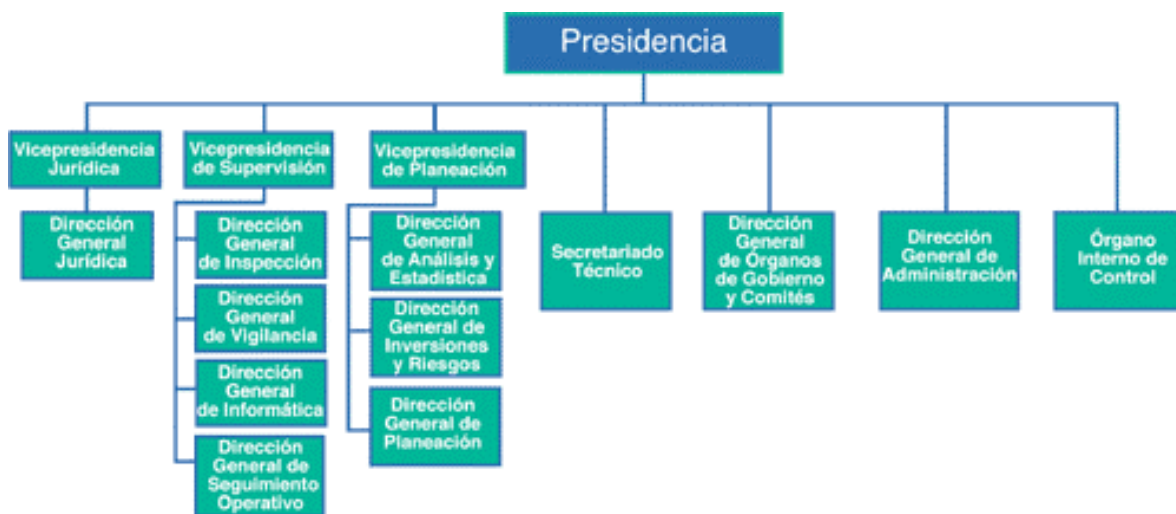 Presidencia
Vicepresidencia
Jurídica
Vicepresidencia
de Supervisión
Vicepresidencia
de Planeación
Dirección
General
Jurídica
Dirección
General
de Inspección
Dirección
General
de Vigilancia
Dirección
General
de Informática
Dirección
General de
Seguimiento
Operativo
Dirección
General
de Análisis y
Estadística
Dirección
General de
Inversiones
y Riesgos
Dirección
General de
Planeación
Secretariado
Técnico
Dirección
General
de Órganos
de Gobierno
y Comités
Dirección
General de
Administración
Órgano
Interno de
Control